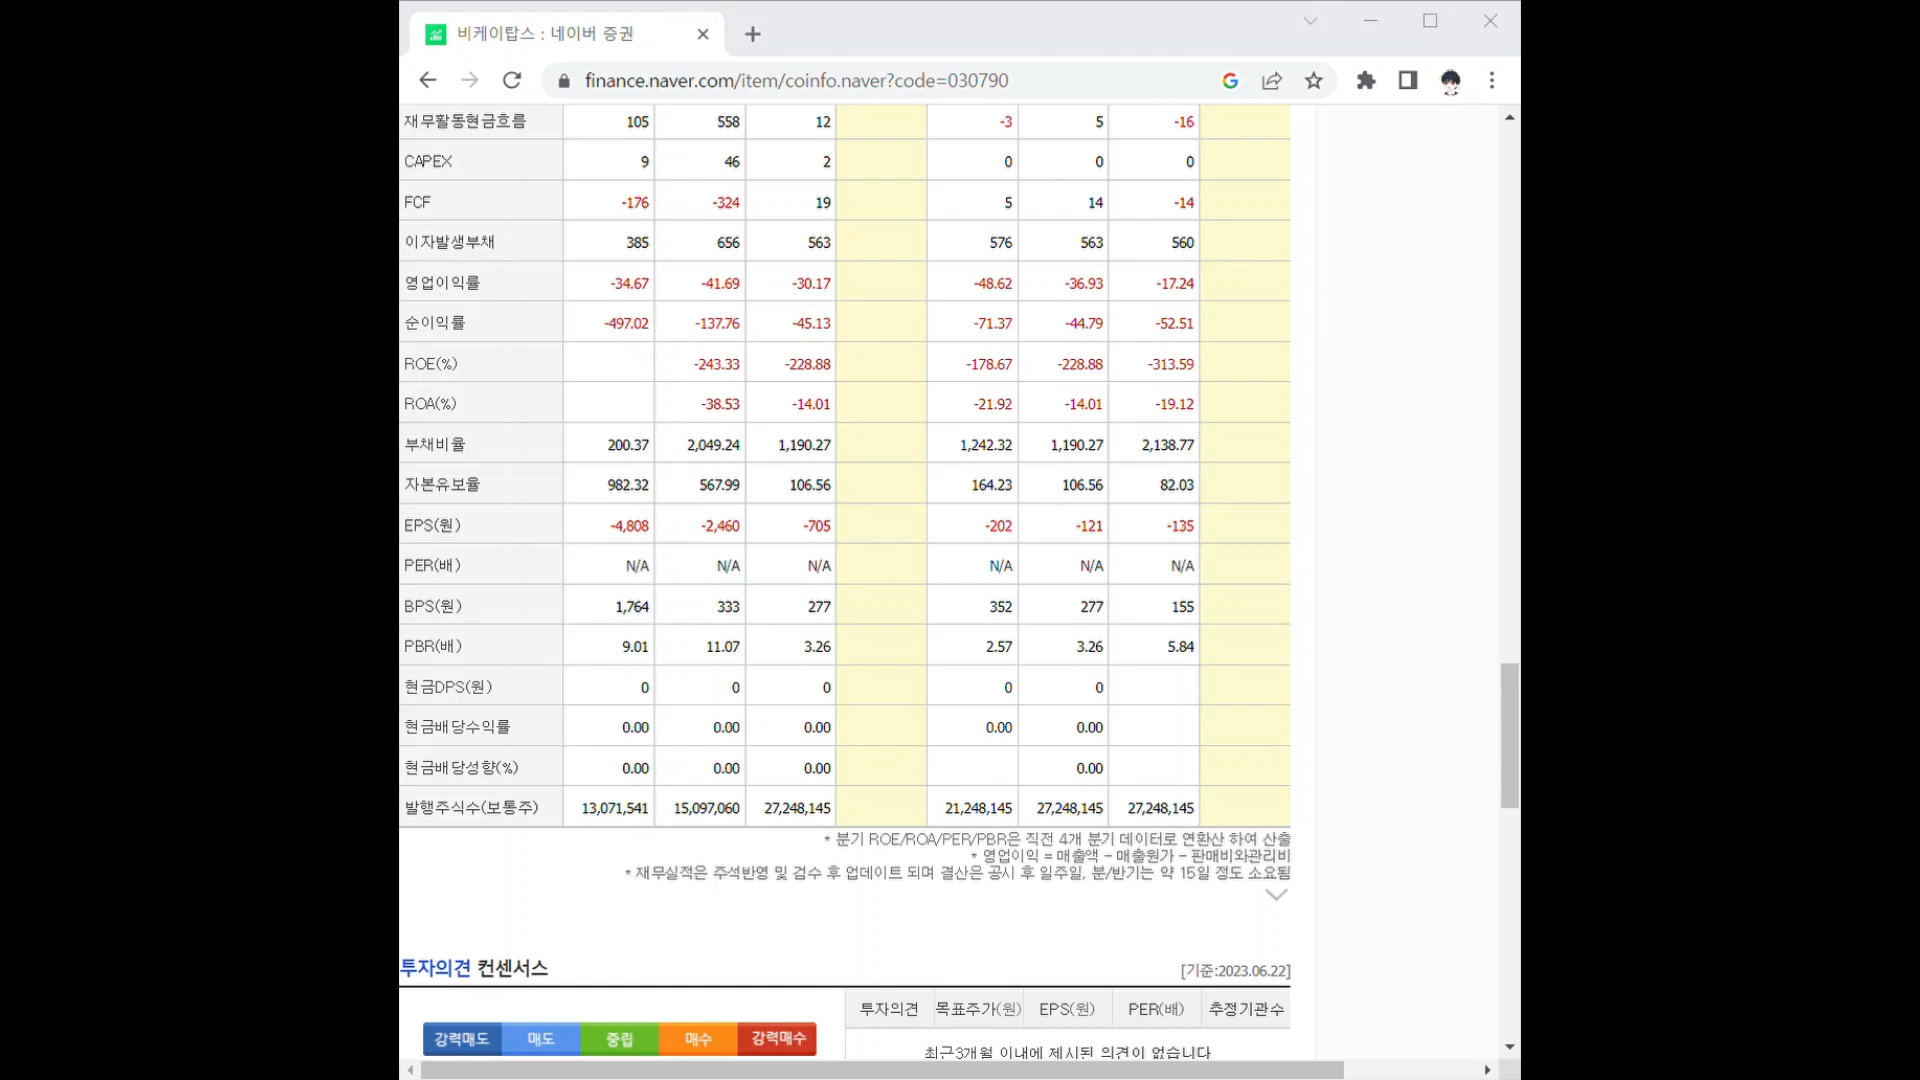 비케이탑스 : 네이버 증권
finance.naver.com/item/coinfo.naver?code=030790
재무활동현금흐름 105 558 12 -3 5 -16
CAPEX 9 46 2 0 0 0
FCF -176 -324 19 5 14 -14
이자발생부채 385 656 563 576 563 560
영업이익률 -34.67 -41.69 -30.17 -48.62 -36.93 -17.24
순이익률 -497.02 -137.76 -45.13 -71.37 -44.79 -52.51
ROE(%) -243.33 -228.88 -178.67 -228.88 -313.59
ROA(%) -38.53 -14.01 -21.92 -14.01 -19.12
부채비율 200.37 2,049.24 1,190.27 1,242.32 1,190.27 2,138.77
자본유보율 982.32 567.99 106.56 164.23 106.56 82.03
EPS(원) -4,808 -2,460 -705 -202 -121 -135
PER(배) N/A N/A N/A N/A N/A N/A
BPS(원) 1,764 333 277 352 277 155
PBR(배) 9.01 11.07 3.26 2.57 3.26 5.84
현금DPS(원) 0 0 0 0 0
현금배당수익률 0.00 0.00 0.00 0.00 0.00
현금배당성향(%) 0.00 0.00 0.00 0.00
발행주식수(보통주) 13,071,541 15,097,060 27,248,145 21,248,145 27,248,145 27,248,145
* 분기 ROE/ROA/PER/PBR은 직전 4개 분기 데이터로 연환산 하여 산출
* 영업이익 = 매출액 - 매출원가 - 판매비와관리비
* 재무실적은 주석반영 및 검수 후 업데이트 되며 결산은 공시 후 일주일, 분/반기는 약 15일 정도 소요됨
투자의견 컨센서스 [기준:2023.06.22]
투자의견 목표주가(원) EPS(원) PER(배) 추정기관수
강력매도 매도 중립 매수 강력매수
최근3개월 이내에 제시된 의견이 없습니다